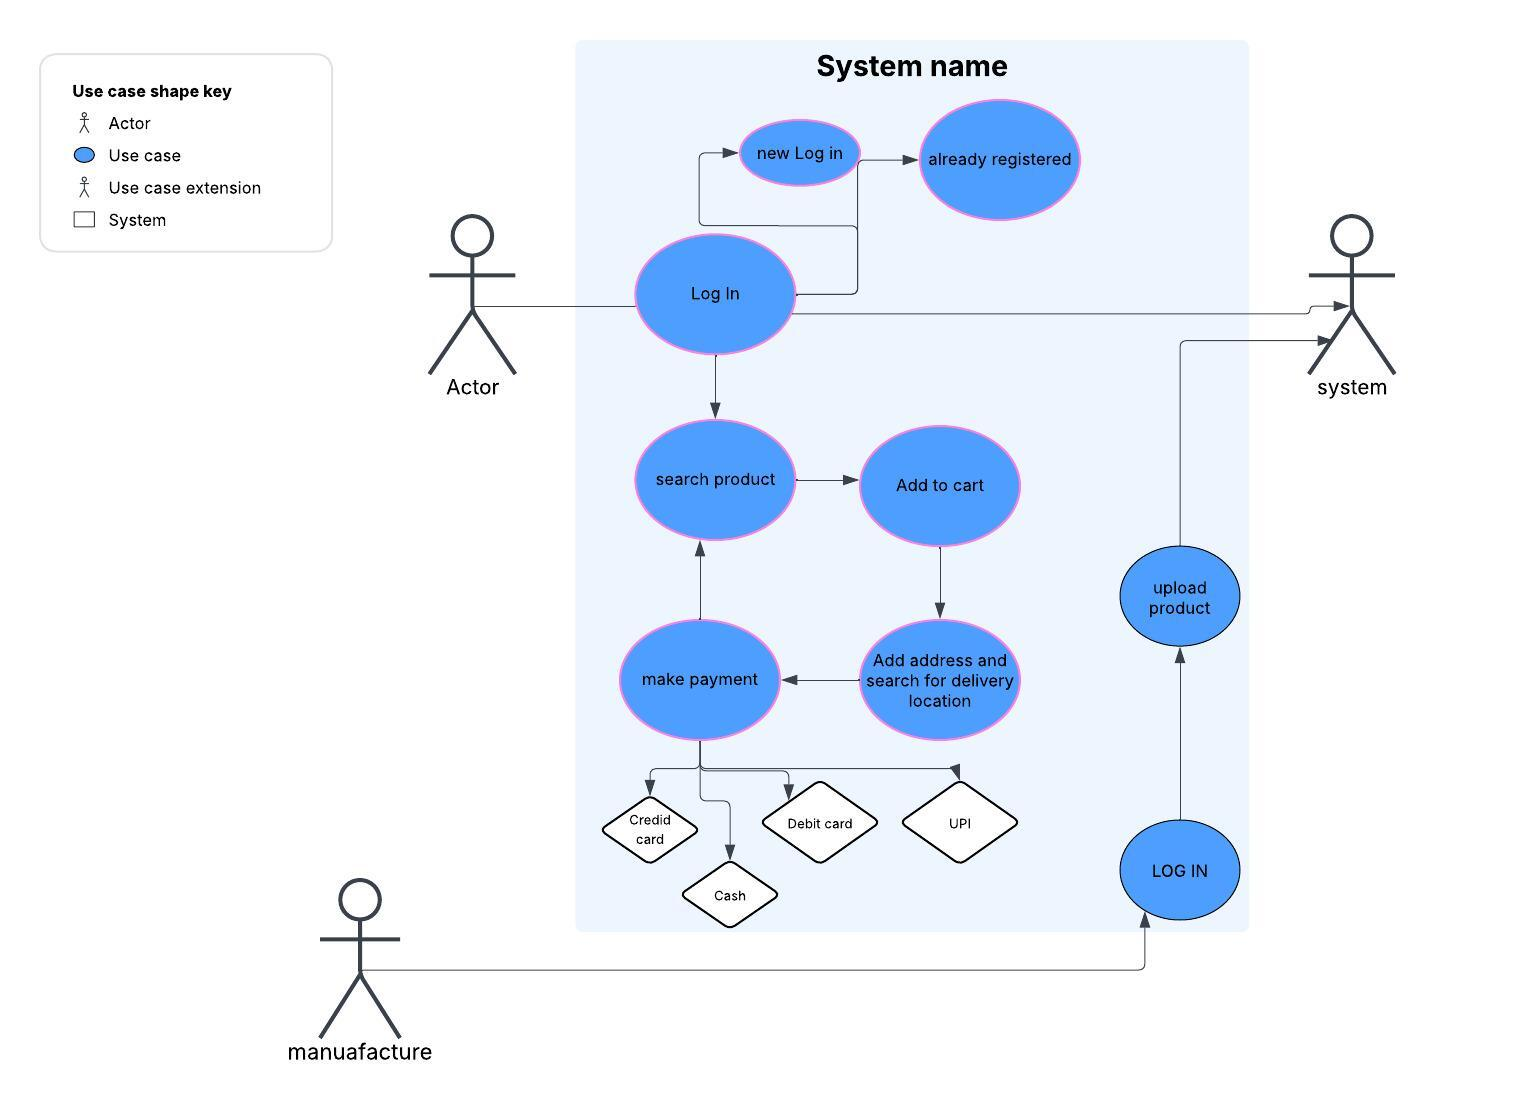 System name
Use case shape key
Actor
Use case
Use case extension
System
new Log in
already registered
Log In
Actor
system
search product
Add to cart
upload
product
make payment
Add address and
search for delivery
location
Credid
card
Debit card
UPI
Cash
LOG IN
manuafacture